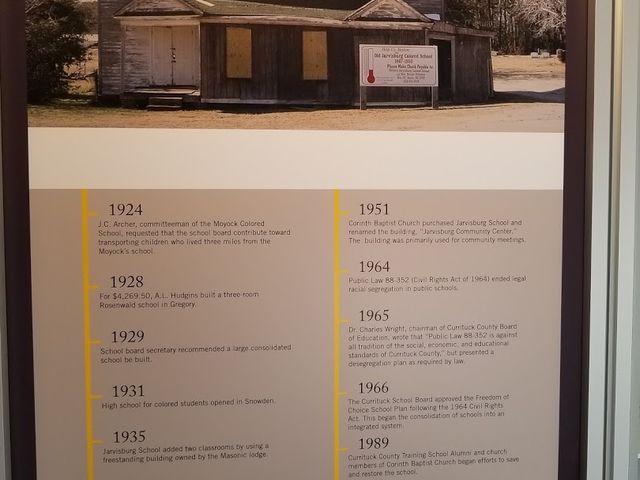 Old Jarvisburg Colored School
Please Make Check Payable to:
1924
J.C. Archer, committeeman of the Moyock Colored
School, requested that the school board contribute toward
transporting children who lived three miles from the
Moyock's school.
1928
For $4,269.50, A.L. Hudgins built a three-room
Rosenwald school in Gregory.
1929
School board secretary recommended a large consolidated
school be built.
1931
High school for colored students opened in Snowden.
1935
Jarvisburg School added two classrooms by using a
freestanding building owned by the Masonic lodge.
1951
Corinth Baptist Church purchased Jarvisburg School and
renamed the building, "Jarvisburg Community Center."
The building was primarily used for community meetings.
1964
Public Law 88-352 (Civil Rights Act of 1964) ended legal
racial segregation in public schools.
1965
Dr. Charles Wright, chairman of Currituck County Board
of Education, wrote that "Public Law 88-352 is against
all tradition of the social, economic, and educational
standards of Currituck County," but presented a
desegregation plan as required by law.
1966
The Currituck School Board approved the Freedom of
Choice School Plan following the 1964 Civil Rights
Act. This began the consolidation of schools into an
integrated system.
1989
Currituck County Training School Alumni and church
members of Corinth Baptist Church began efforts to save
and restore the school.